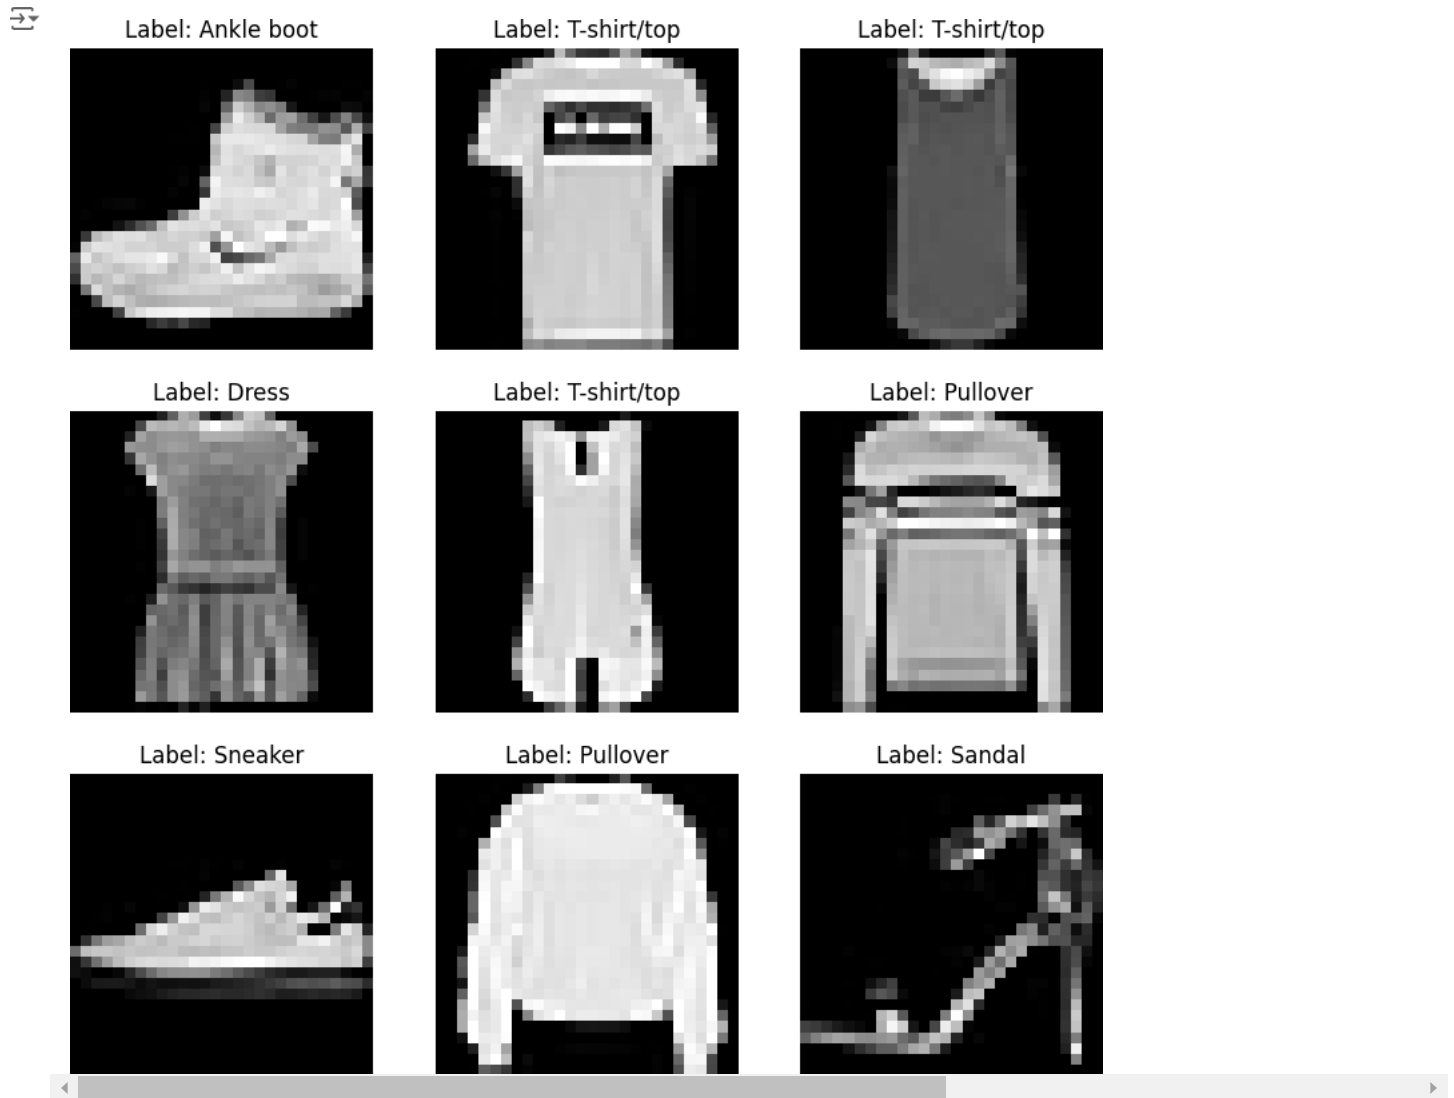 Label: Ankle boot
Label: T-shirt/top
Label: T-shirt/top
Label: Dress
Label: T-shirt/top
Label: Pullover
Label: Sneaker
Label: Pullover
Label: Sandal